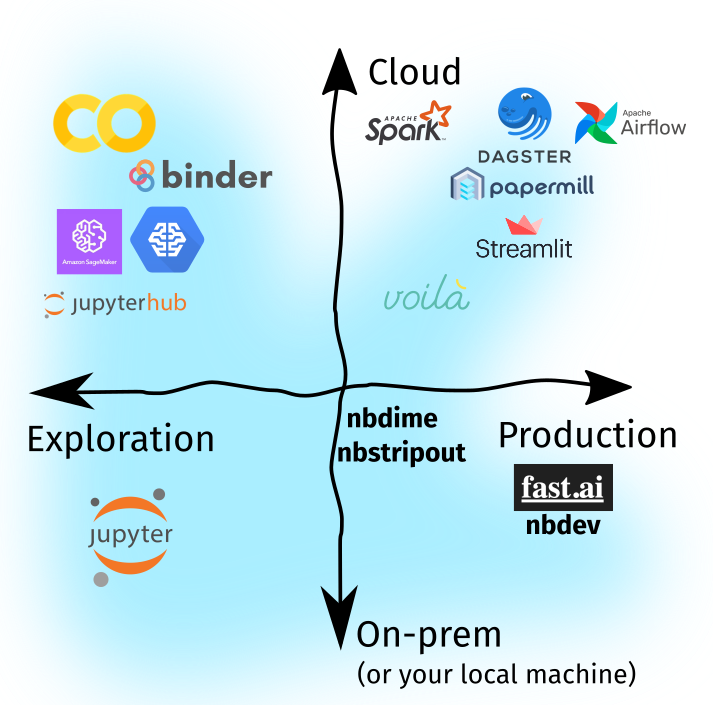 Cloud
CO
APACHE
Spark
TM
DAGSTER
Apache
Airflow
binder
papermill
Amazon SageMaker
Streamlit
jupyterhub
voilà
Exploration
nbdime
nbstripout
Production
fast.ai
nbdev
jupyter
On-prem
(or your local machine)